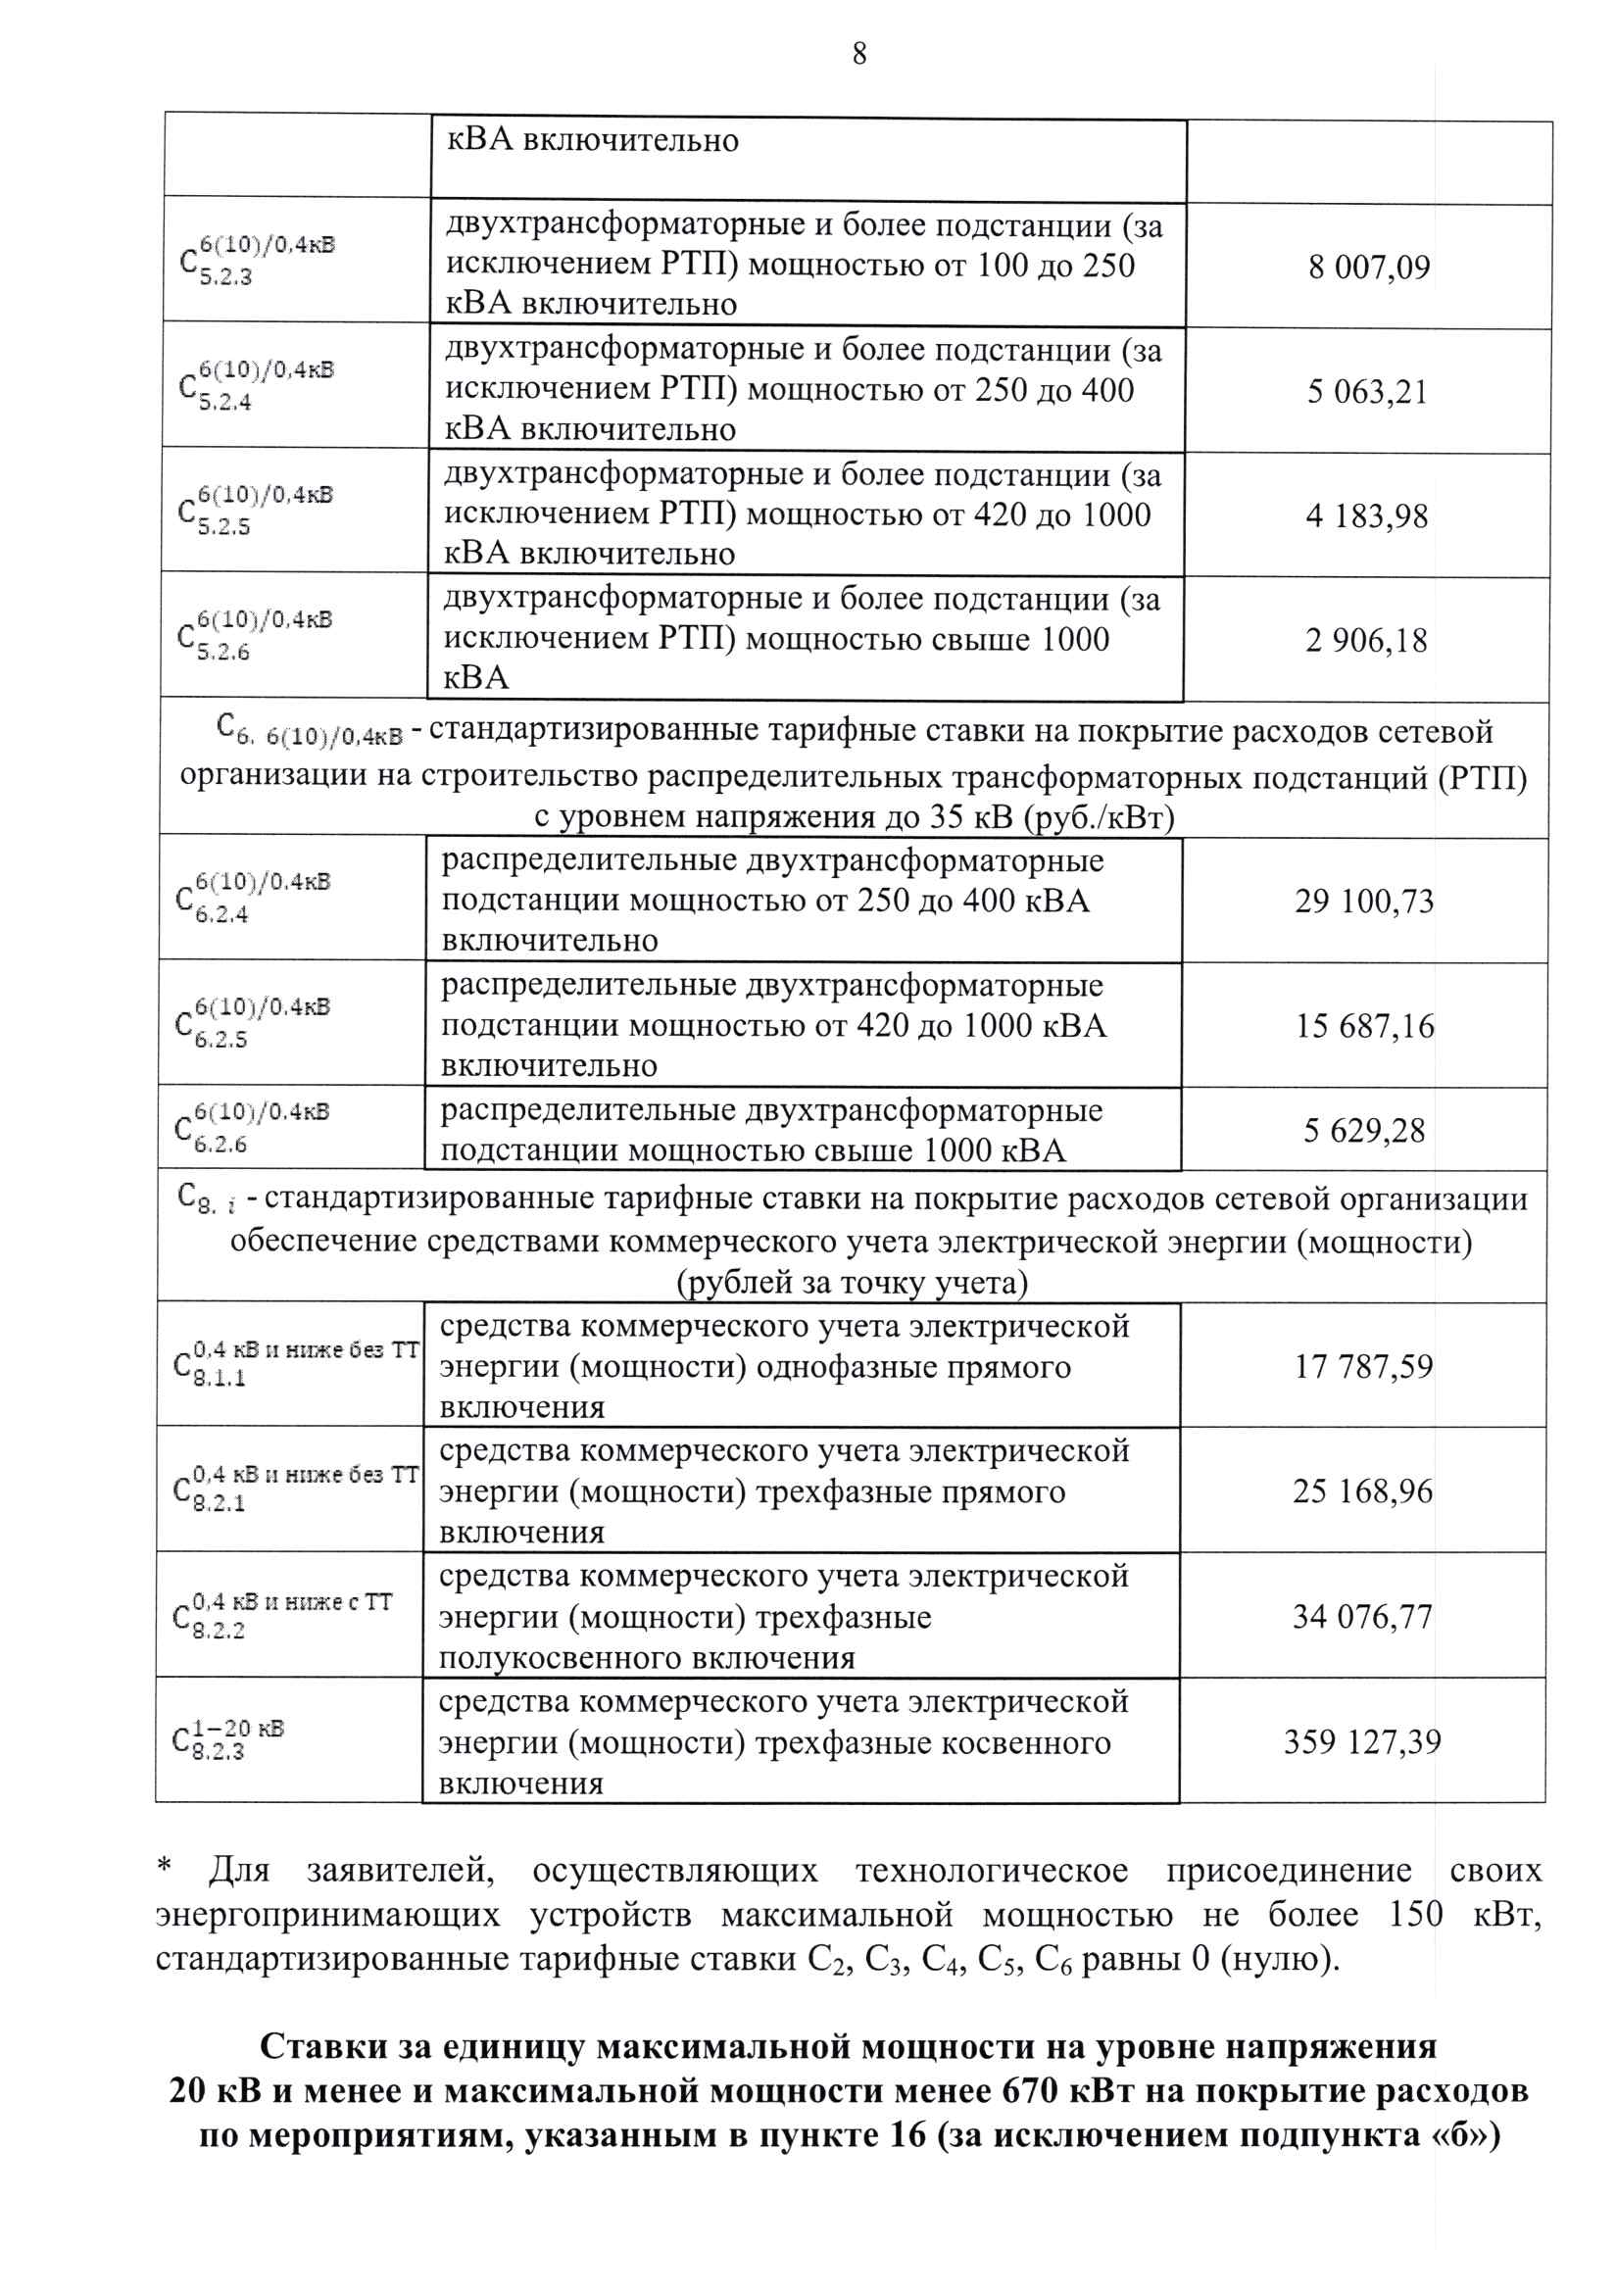 8
кВА включительно
С 6(10)/0,4кВ 5.2.3
двухтрансформаторные и более подстанции (за
исключением РТП) мощностью от 100 до 250
кВА включительно
8 007,09
С 6(10)/0,4кВ 5.2.4
двухтрансформаторные и более подстанции (за
исключением РТП) мощностью от 250 до 400
кВА включительно
5 063,21
С 6(10)/0,4кВ 5.2.5
двухтрансформаторные и более подстанции (за
исключением РТП) мощностью от 420 до 1000
кВА включительно
4 183,98
С 6(10)/0,4кВ 5.2.6
двухтрансформаторные и более подстанции (за
исключением РТП) мощностью свыше 1000
кВА
2 906,18
С6. 6(10)/0,4кВ - стандартизированные тарифные ставки на покрытие расходов сетевой
организации на строительство распределительных трансформаторных подстанций (РТП)
с уровнем напряжения до 35 кВ (руб./кВт)
С 6(10)/0.4кВ 6.2.4
распределительные двухтрансформаторные
подстанции мощностью от 250 до 400 кВА
включительно
29 100,73
С 6(10)/0.4кВ 6.2.5
распределительные двухтрансформаторные
подстанции мощностью от 420 до 1000 кВА
включительно
15 687,16
С 6(10)/0.4кВ 6.2.6
распределительные двухтрансформаторные
подстанции мощностью свыше 1000 кВА
5 629,28
С8. i - стандартизированные тарифные ставки на покрытие расходов сетевой организации
обеспечение средствами коммерческого учета электрической энергии (мощности)
(рублей за точку учета)
С 0,4 кВ и ниже без ТТ 8.1.1
средства коммерческого учета электрической
энергии (мощности) однофазные прямого
включения
17 787,59
С 0,4 кВ и ниже без ТТ 8.2.1
средства коммерческого учета электрической
энергии (мощности) трехфазные прямого
включения
25 168,96
С 0,4 кВ и ниже с ТТ 8.2.2
средства коммерческого учета электрической
энергии (мощности) трехфазные
полукосвенного включения
34 076,77
С 1–20 кВ 8.2.3
средства коммерческого учета электрической
энергии (мощности) трехфазные косвенного
включения
359 127,39
* Для заявителей, осуществляющих технологическое присоединение своих
энергопринимающих устройств максимальной мощностью не более 150 кВт,
стандартизированные тарифные ставки С2, С3, С4, С5, С6 равны 0 (нулю).
Ставки за единицу максимальной мощности на уровне напряжения
20 кВ и менее и максимальной мощности менее 670 кВт на покрытие расходов
по мероприятиям, указанным в пункте 16 (за исключением подпункта «б»)